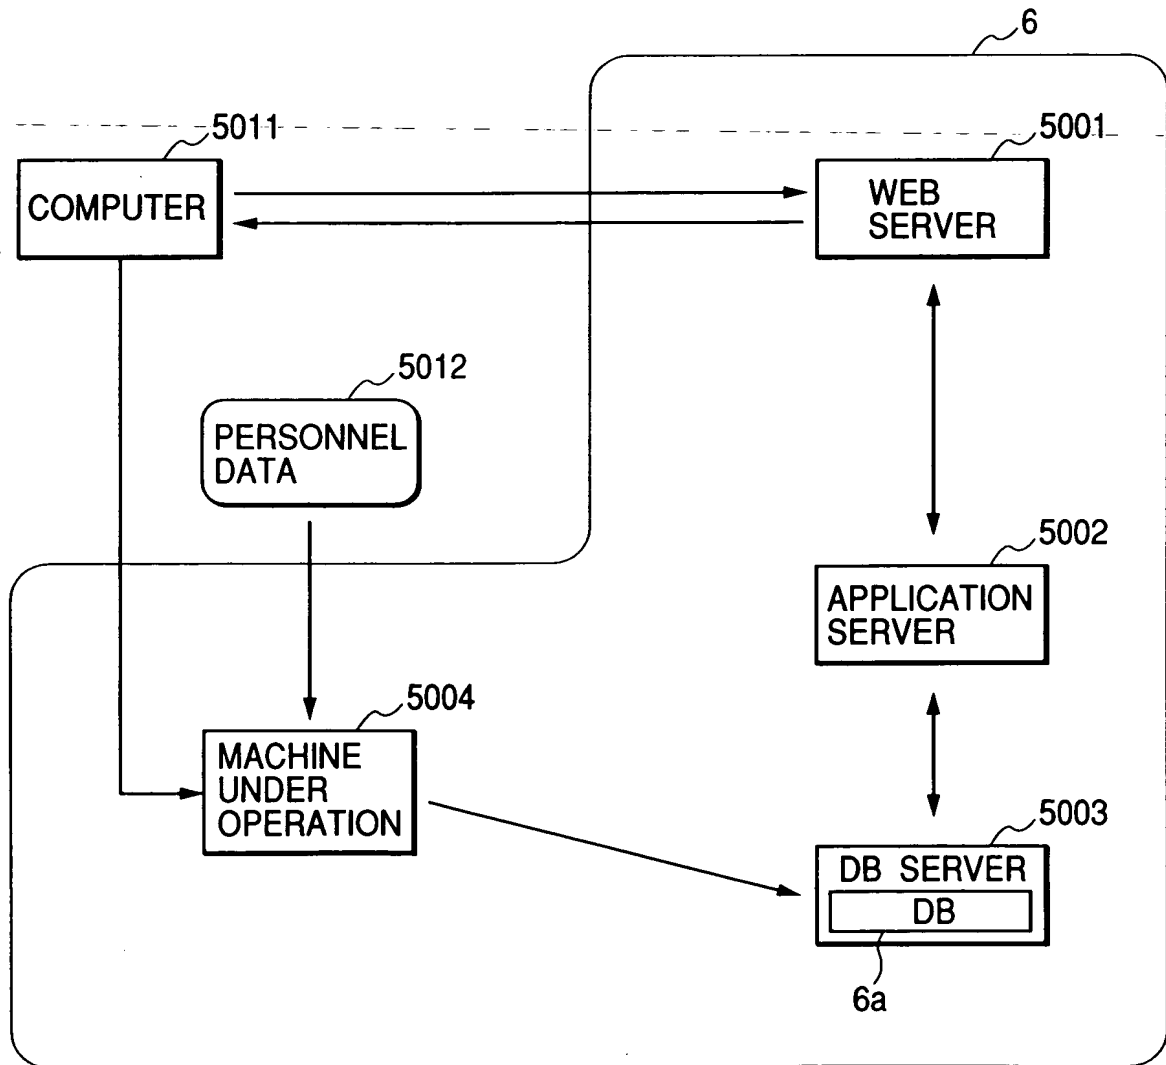 6
5011
5001
COMPUTER
WEB
SERVER
5012
PERSONNEL
DATA
5002
APPLICATION
SERVER
5004
MACHINE
UNDER
OPERATION
5003
DB SERVER
DB
6a